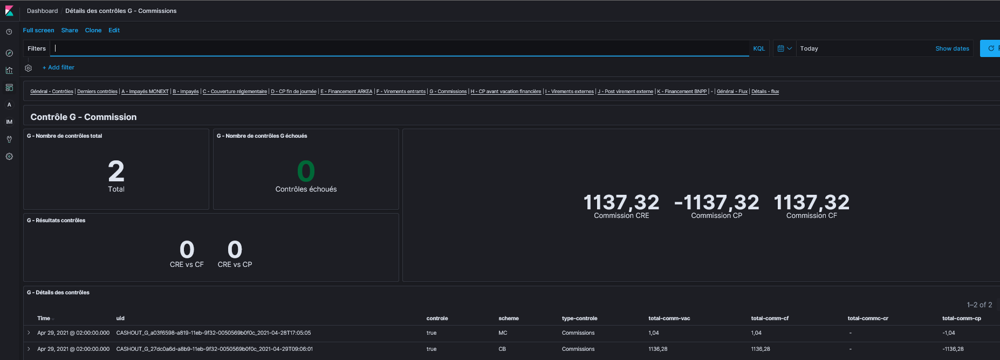 Dashboard / Détails des contrôles G - Commissions
Full screen Share Clone Edit
Filters KQL Today Show dates
+ Add filter
Général - Contrôles | Derniers contrôles | A - Impayés MONEXT | B - Impayés | C - Couverture réglementaire | D - CP fin de journée | E - Financement ARKEA | F - Virements entrants | G - Commissions | H - CP avant vacation financière | I - Virements externes | J - Post virement externe | K - Financement BNPP | - | Général - Flux | Détails - flux
A
IM
Contrôle G - Commission
G - Nombre de contrôles total
2
Total
G - Nombre de contrôles G échoués
0
Contrôles échoués
1137,32 -1137,32 1137,32
Commission CRE Commission CP Commission CF
G - Résultats contrôles
0 0
CRE vs CF CRE vs CP
G - Détails des contrôles
1–2 of 2
Time uid controle scheme type-controle total-comm-vac total-comm-cf total-commc-cr total-comm-cp
Apr 29, 2021 @ 02:00:00.000 CASHOUT_G_a03f6598-a819-11eb-9f32-0050569b0f0c_2021-04-28T17:05:05 true MC Commissions 1,04 1,04 - -1,04
Apr 29, 2021 @ 02:00:00.000 CASHOUT_G_27dc0a6d-a8b9-11eb-9f32-0050569b0f0c_2021-04-29T09:06:01 true CB Commissions 1136,28 1136,28 - -1136,28